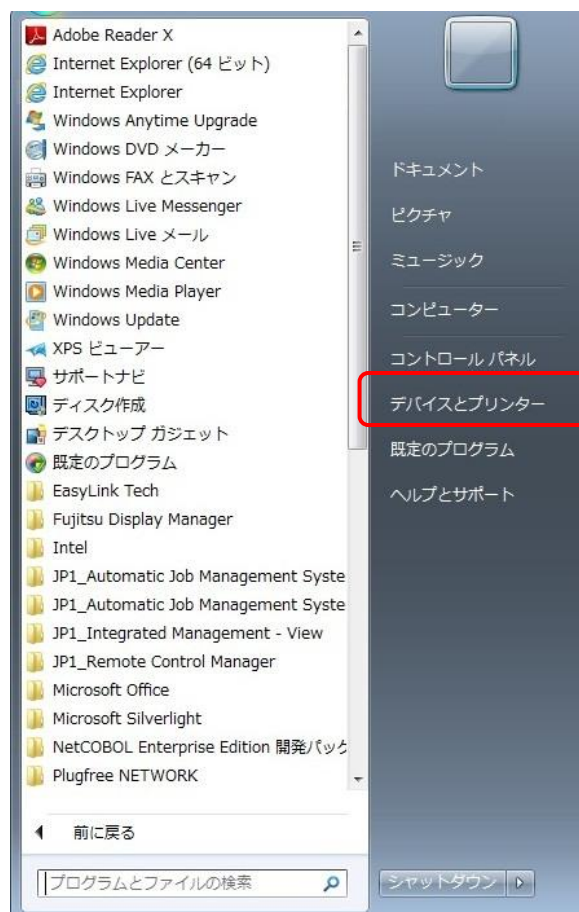 Adobe Reader X
Internet Explorer (64 ビット)
Internet Explorer
Windows Anytime Upgrade
Windows DVD メーカー
Windows FAX とスキャン
Windows Live Messenger
Windows Live メール
Windows Media Center
Windows Media Player
Windows Update
XPS ビューアー
サポートナビ
ディスク作成
デスクトップ ガジェット
既定のプログラム
EasyLink Tech
Fujitsu Display Manager
Intel
JP1_Automatic Job Management Syste
JP1_Automatic Job Management Syste
JP1_Integrated Management - View
JP1_Remote Control Manager
Microsoft Office
Microsoft Silverlight
NetCOBOL Enterprise Edition 開発パック
Plugfree NETWORK
前に戻る
プログラムとファイルの検索
ドキュメント
ピクチャ
ミュージック
コンピューター
コントロール パネル
デバイスとプリンター
既定のプログラム
ヘルプとサポート
シャットダウン